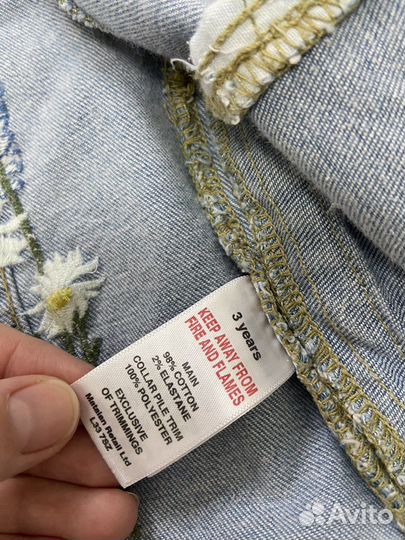 3 years
KEEP AWAY FROM
FIRE AND FLAMES
MAIN
98% COTTON
2% ELASTANE
COLLAR PILE TRIM
100% POLYESTER
EXCLUSIVE
OF TRIMMINGS
Matalan Retail Ltd
L33 7SZ
Avito